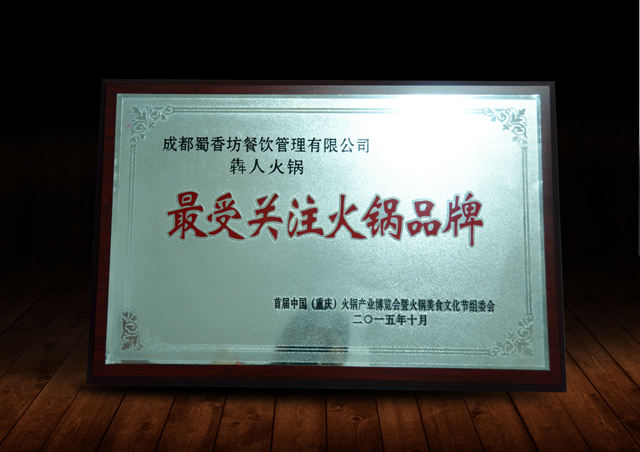 成都蜀香坊餐饮管理有限公司
犇人火锅
最受关注火锅品牌
首届中国（重庆）火锅产业博览会暨火锅美食文化节组委会
二〇一五年十月